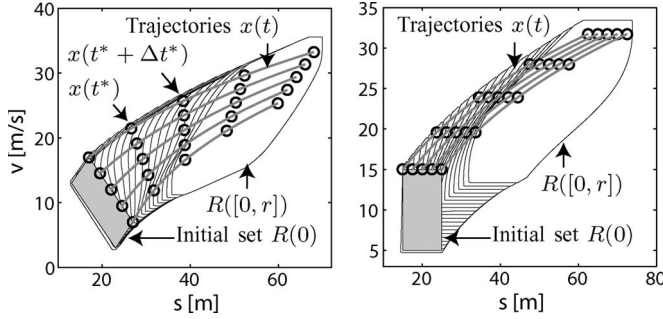 Trajectories x(t)
x(t* + Δt*)
x(t*)
R([0, r])
Initial set R(0)
v [m/s]
40
30
20
10
0
20 40 60
s [m]
Trajectories x(t)
R([0, r])
Initial set R(0)
35
30
25
20
15
10
5
20 40 60 80
s [m]